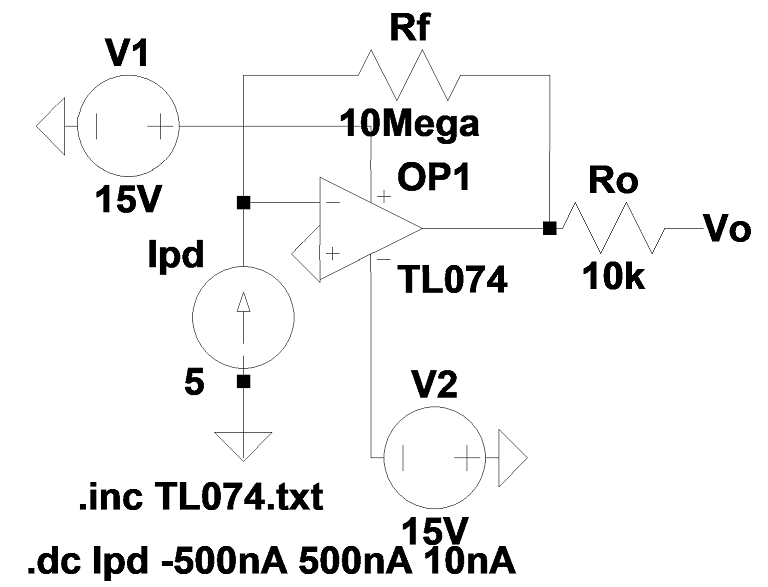 Rf
V1
10Mega
15V
OP1
Ro
Ipd
Vo
TL074
10k
5
V2
.inc TL074.txt
15V
.dc Ipd -500nA 500nA 10nA